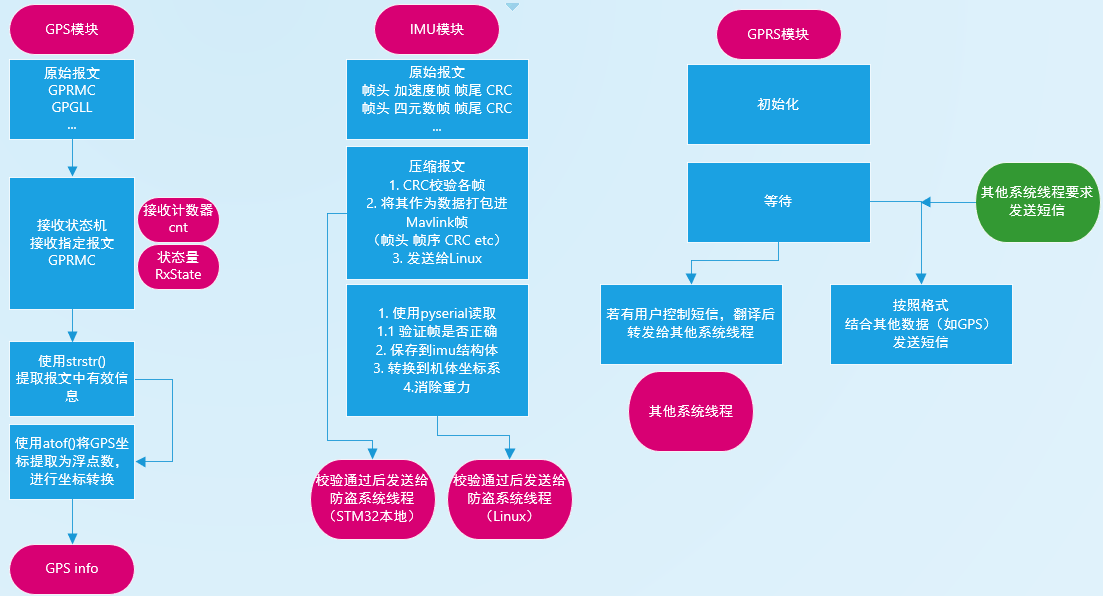 GPS模块
原始报文
GPRMC
GPGLL
...
接收状态机
接收指定报文
GPRMC
接收计数器
cnt
状态量
RxState
使用strstr()
提取报文中有效信
息
使用atof()将GPS坐
标提取为浮点数，
进行坐标转换
GPS info
IMU模块
原始报文
帧头 加速度帧 帧尾 CRC
帧头 四元数帧 帧尾 CRC
...
压缩报文
1. CRC校验各帧
2. 将其作为数据打包进
Mavlink帧
（帧头 帧序 CRC etc）
3. 发送给Linux
1. 使用pyserial读取
1.1 验证帧是否正确
2. 保存到imu结构体
3. 转换到机体坐标系
4.消除重力
校验通过后发送给
防盗系统线程
（STM32本地）
校验通过后发送给
防盗系统线程
（Linux）
GPRS模块
初始化
等待
其他系统线程要求
发送短信
若有用户控制短信，翻译后
转发给其他系统线程
按照格式
结合其他数据（如GPS）
发送短信
其他系统线程